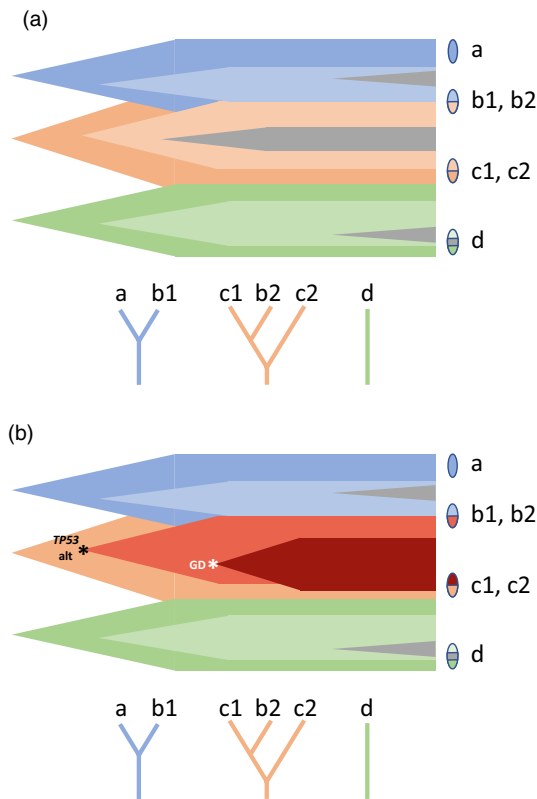 (a)
a
b1, b2
c1, c2
d
a b1 c1 b2 c2 d
(b)
a
b1, b2
TP53
alt
GD
c1, c2
d
a b1 c1 b2 c2 d